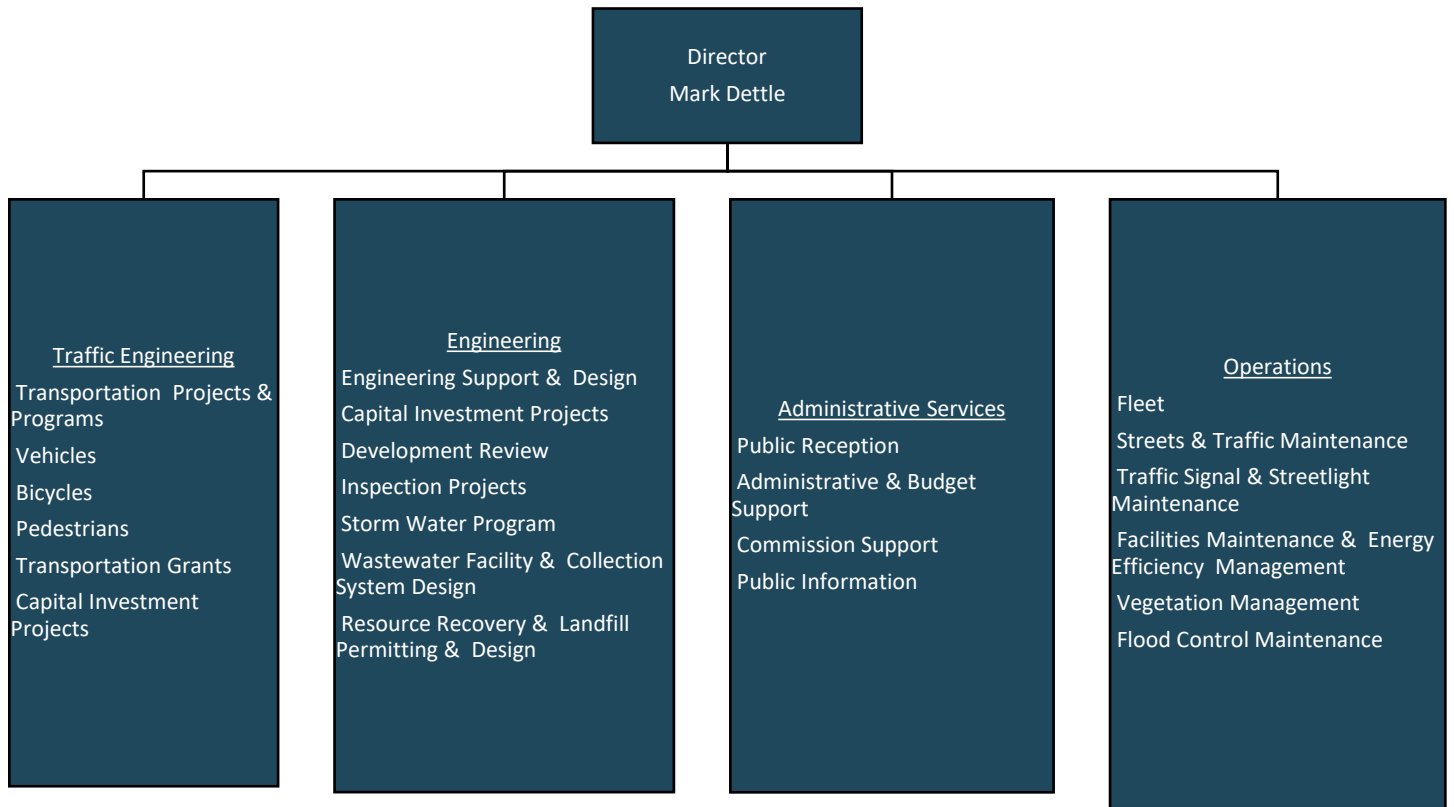 Director
Mark Dettle
Traffic Engineering
Transportation Projects &
Programs
Vehicles
Bicycles
Pedestrians
Transportation Grants
Capital Investment
Projects
Engineering
Engineering Support & Design
Capital Investment Projects
Development Review
Inspection Projects
Storm Water Program
Wastewater Facility & Collection
System Design
Resource Recovery & Landfill
Permitting & Design
Administrative Services
Public Reception
Administrative & Budget
Support
Commission Support
Public Information
Operations
Fleet
Streets & Traffic Maintenance
Traffic Signal & Streetlight
Maintenance
Facilities Maintenance & Energy
Efficiency Management
Vegetation Management
Flood Control Maintenance